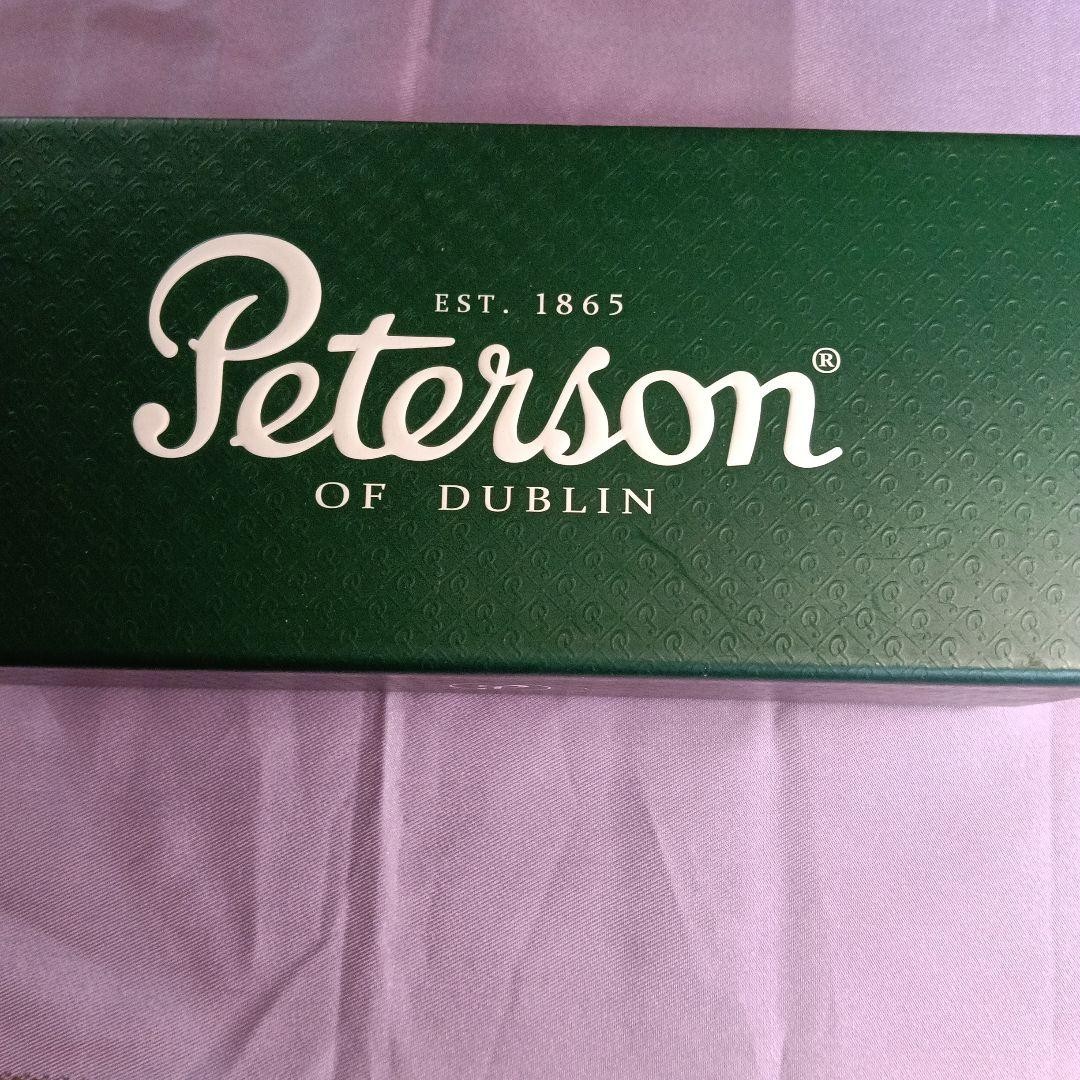 EST. 1865
Peterson®
OF DUBLIN